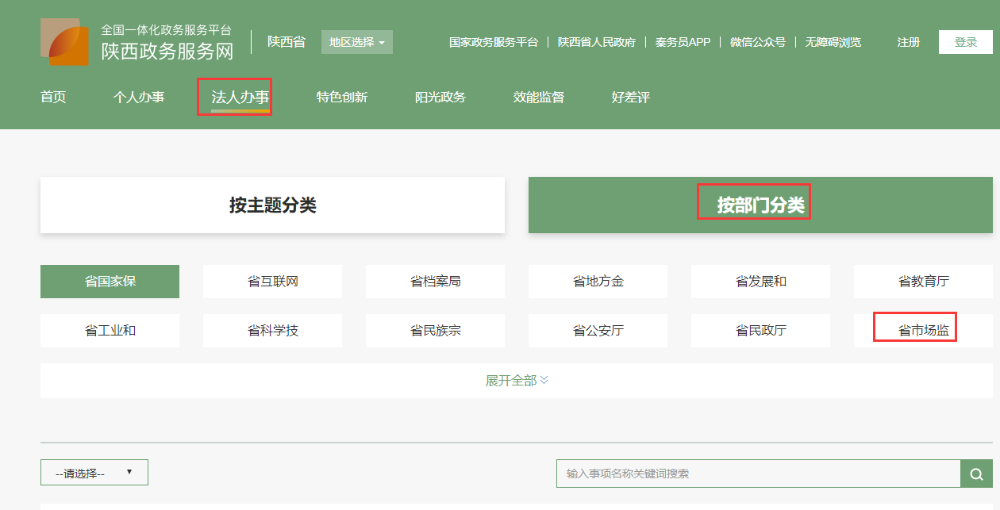 全国一体化政务服务平台
陕西政务服务网
陕西省
地区选择
国家政务服务平台
陕西省人民政府
秦务员APP
微信公众号
无障碍浏览
注册
登录
首页
个人办事
法人办事
特色创新
阳光政务
效能监督
好差评
按主题分类
按部门分类
省国家保
省互联网
省档案局
省地方金
省发展和
省教育厅
省工业和
省科学技
省民族宗
省公安厅
省民政厅
省市场监
展开全部
--请选择--
输入事项名称关键词搜索